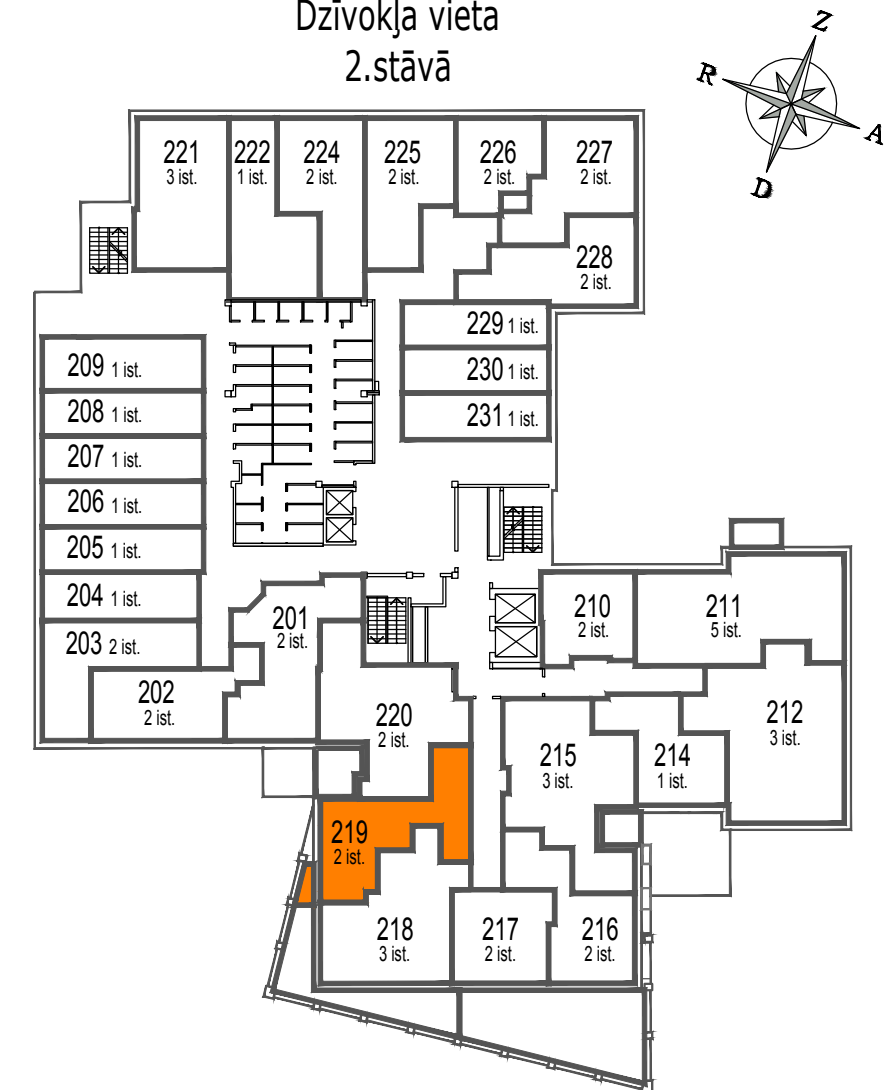 Dzīvokļa vieta
2.stāvā
Z
R
A
D
221
3 ist.
222
1 ist.
224
2 ist.
225
2 ist.
226
2 ist.
227
2 ist.
228
2 ist.
229 1 ist.
230 1 ist.
231 1 ist.
209 1 ist.
208 1 ist.
207 1 ist.
206 1 ist.
205 1 ist.
204 1 ist.
203 2 ist.
201
2 ist.
202
2 ist.
210
2 ist.
211
5 ist.
212
3 ist.
220
2 ist.
215
3 ist.
214
1 ist.
219
2 ist.
218
3 ist.
217
2 ist.
216
2 ist.